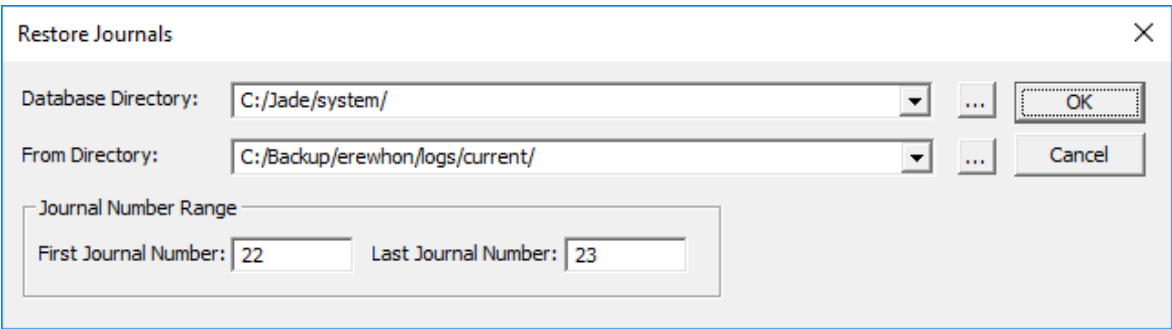 Restore Journals
Database Directory: C:/Jade/system/ ... OK
From Directory: C:/Backup/erewhon/logs/current/ ... Cancel
Journal Number Range
First Journal Number: 22 Last Journal Number: 23